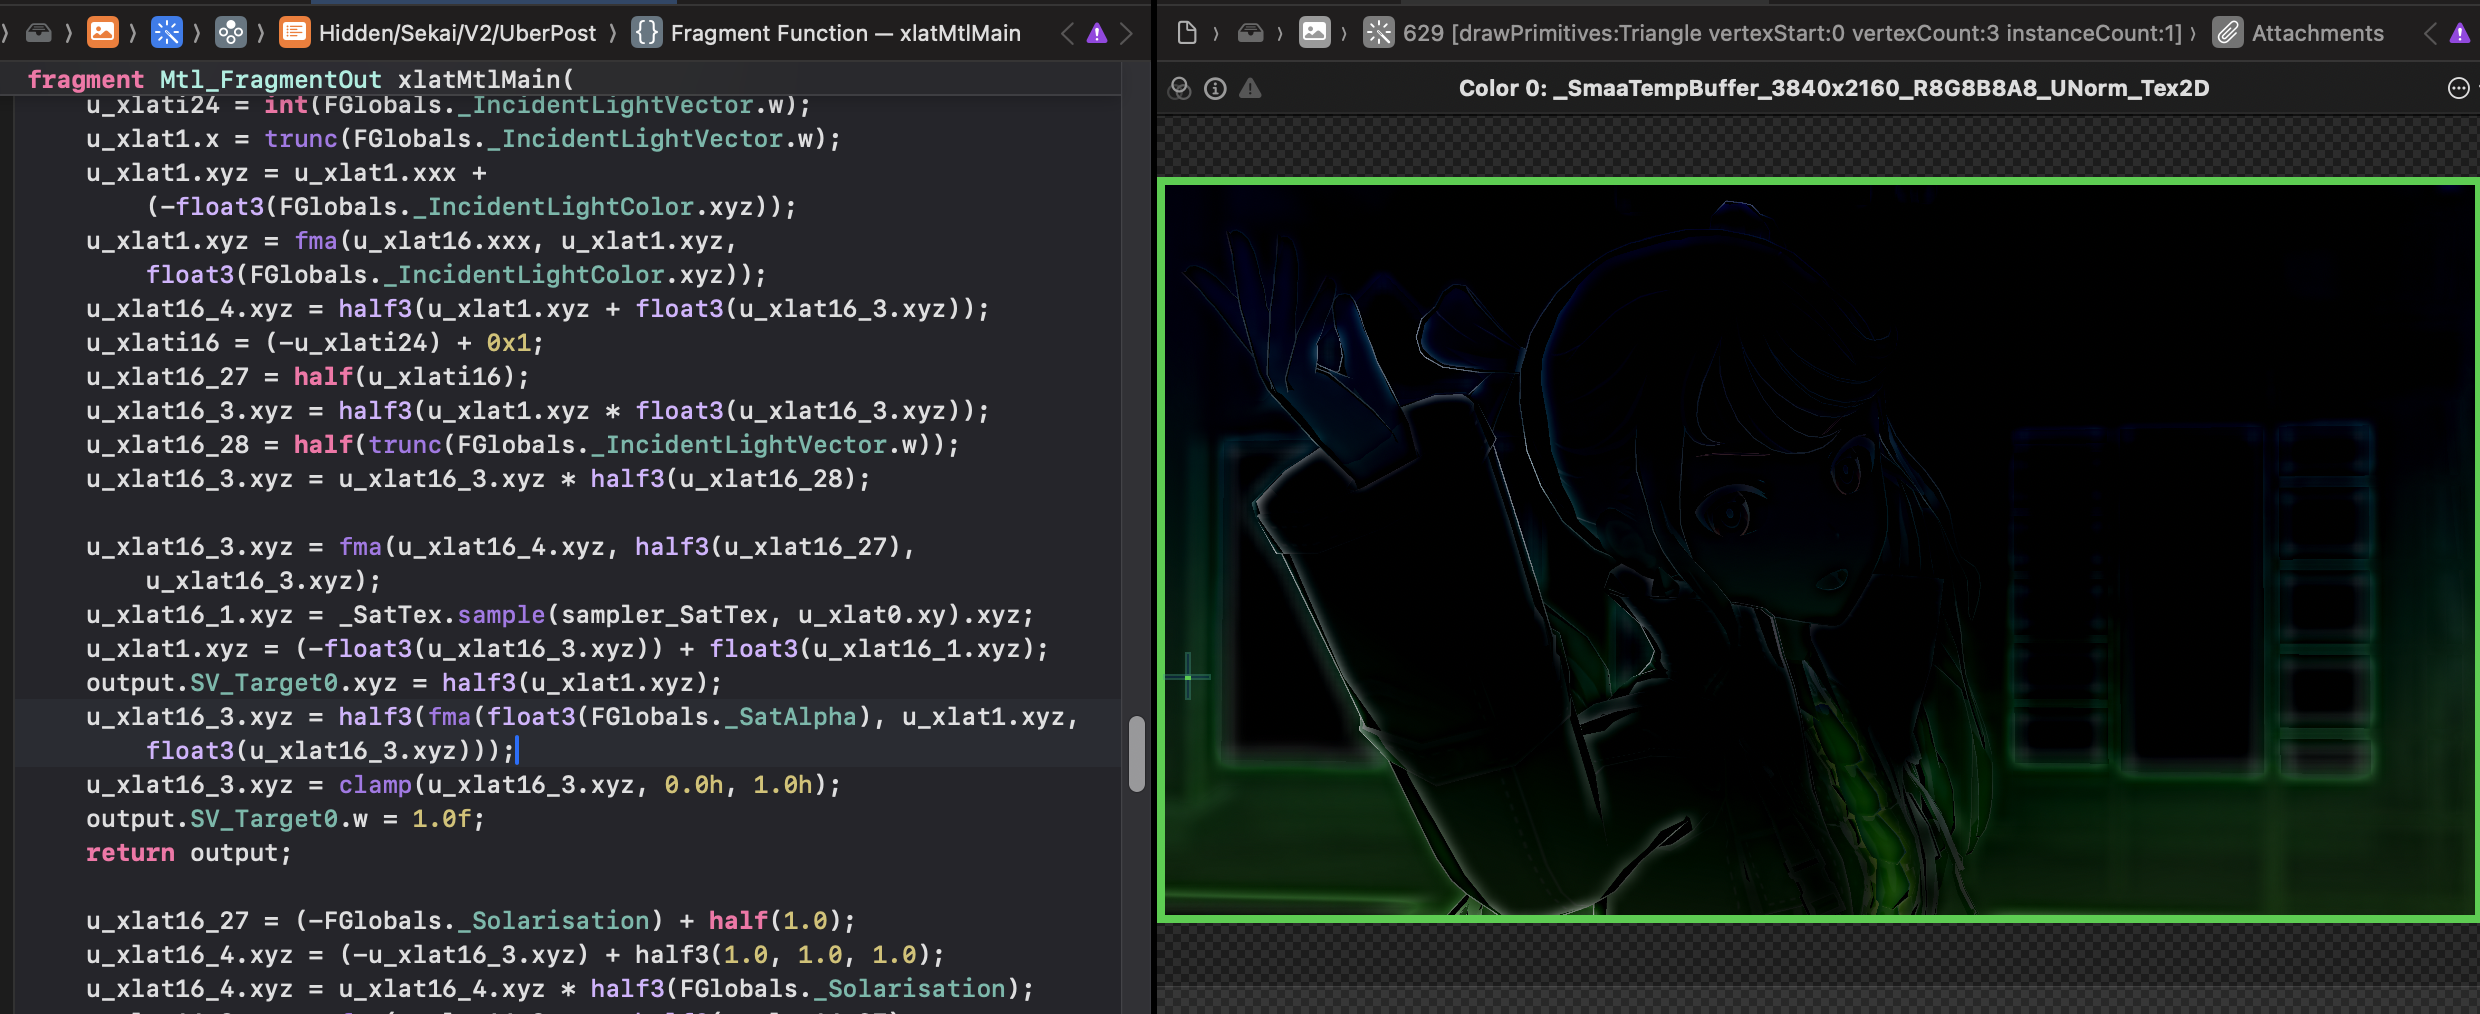 Hidden/Sekai/V2/UberPost 〉 {} Fragment Function — xlatMtlMain
629 [drawPrimitives:Triangle vertexStart:0 vertexCount:3 instanceCount:1] 〉 Attachments
fragment Mtl_FragmentOut xlatMtlMain(
Color 0: _SmaaTempBuffer_3840x2160_R8G8B8A8_UNorm_Tex2D
u_xlati24 = int(FGlobals._IncidentLightVector.w);
u_xlat1.x = trunc(FGlobals._IncidentLightVector.w);
u_xlat1.xyz = u_xlat1.xxx +
(-float3(FGlobals._IncidentLightColor.xyz));
u_xlat1.xyz = fma(u_xlat16.xxx, u_xlat1.xyz,
float3(FGlobals._IncidentLightColor.xyz));
u_xlat16_4.xyz = half3(u_xlat1.xyz + float3(u_xlat16_3.xyz));
u_xlati16 = (-u_xlati24) + 0x1;
u_xlat16_27 = half(u_xlati16);
u_xlat16_3.xyz = half3(u_xlat1.xyz * float3(u_xlat16_3.xyz));
u_xlat16_28 = half(trunc(FGlobals._IncidentLightVector.w));
u_xlat16_3.xyz = u_xlat16_3.xyz * half3(u_xlat16_28);
u_xlat16_3.xyz = fma(u_xlat16_4.xyz, half3(u_xlat16_27),
u_xlat16_3.xyz);
u_xlat16_1.xyz = _SatTex.sample(sampler_SatTex, u_xlat0.xy).xyz;
u_xlat1.xyz = (-float3(u_xlat16_3.xyz)) + float3(u_xlat16_1.xyz);
output.SV_Target0.xyz = half3(u_xlat1.xyz);
u_xlat16_3.xyz = half3(fma(float3(FGlobals._SatAlpha), u_xlat1.xyz,
float3(u_xlat16_3.xyz)));
u_xlat16_3.xyz = clamp(u_xlat16_3.xyz, 0.0h, 1.0h);
output.SV_Target0.w = 1.0f;
return output;
u_xlat16_27 = (-FGlobals._Solarisation) + half(1.0);
u_xlat16_4.xyz = (-u_xlat16_3.xyz) + half3(1.0, 1.0, 1.0);
u_xlat16_4.xyz = u_xlat16_4.xyz * half3(FGlobals._Solarisation);